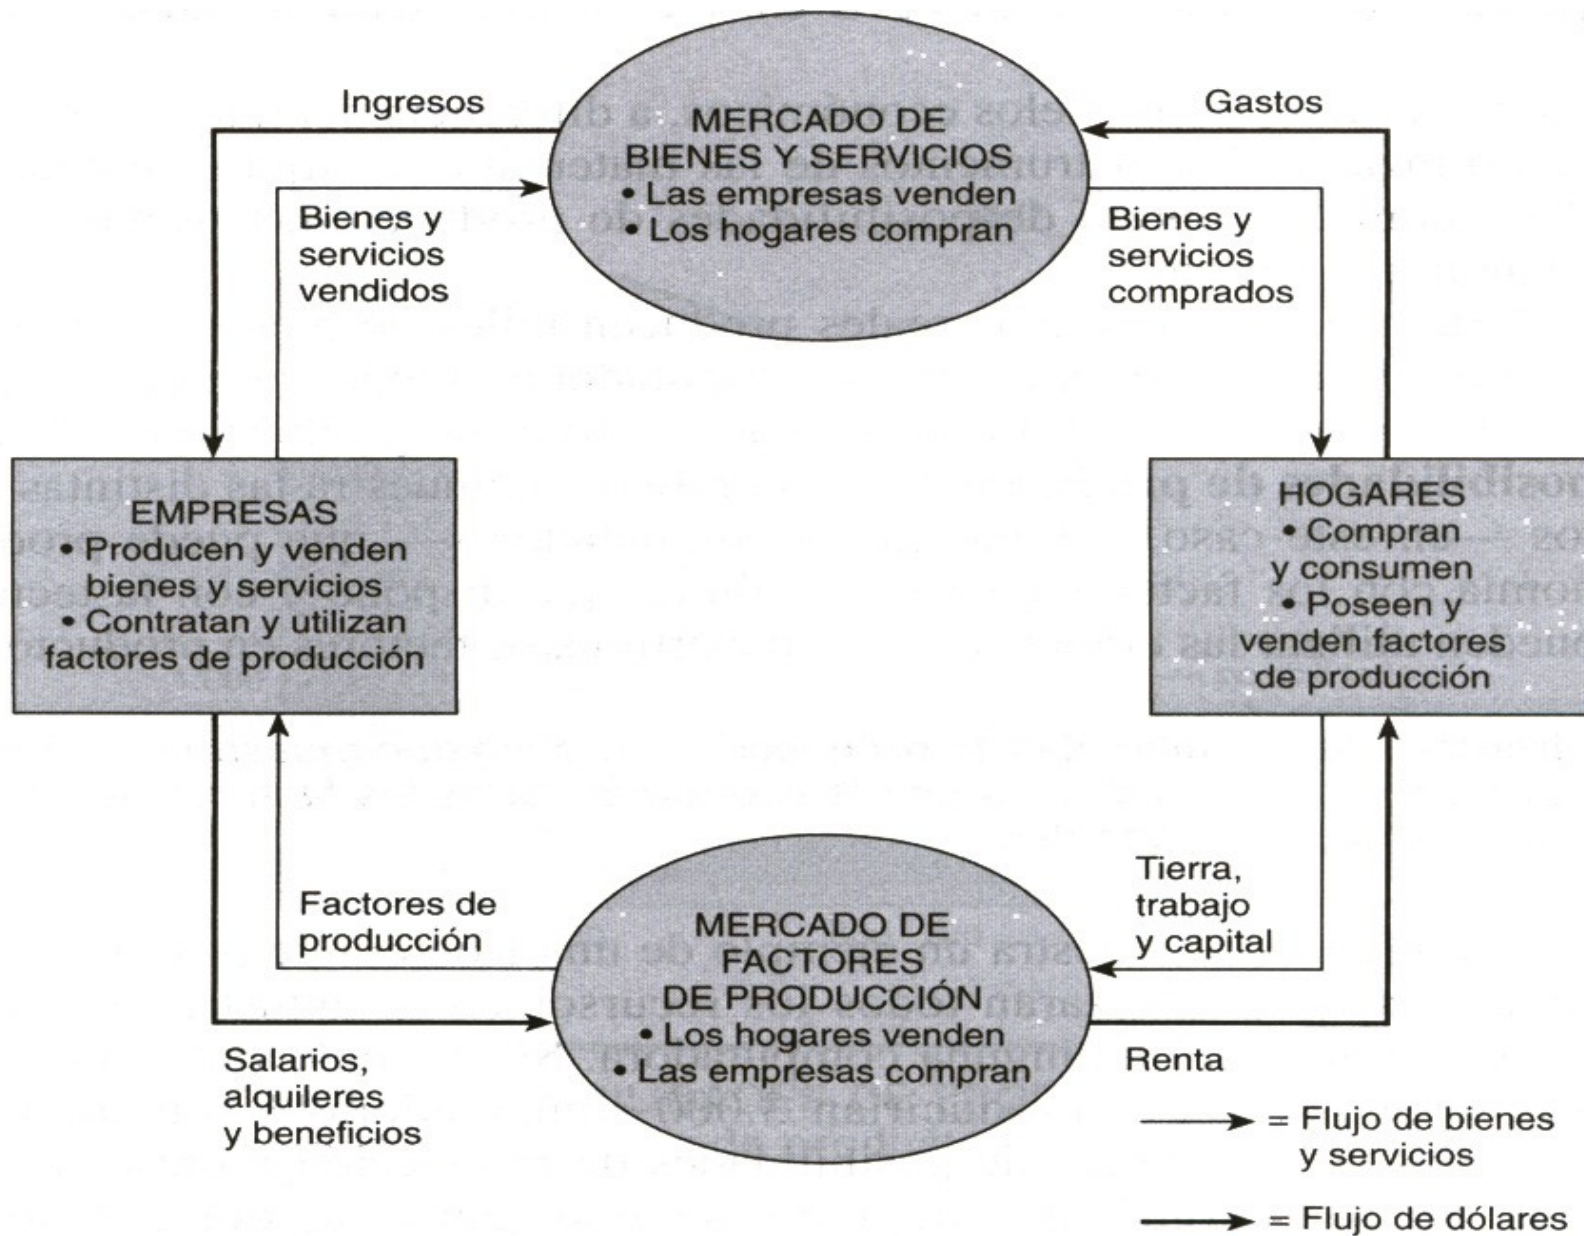 Ingresos
MERCADO DE
BIENES Y SERVICIOS
• Las empresas venden
• Los hogares compran
Gastos
Bienes y
servicios
vendidos
Bienes y
servicios
comprados
EMPRESAS
• Producen y venden
bienes y servicios
• Contratan y utilizan
factores de producción
HOGARES
• Compran
y consumen
• Poseen y
venden factores
de producción
Factores de
producción
MERCADO DE
FACTORES
DE PRODUCCIÓN
• Los hogares venden
• Las empresas compran
Tierra,
trabajo
y capital
Salarios,
alquileres
y beneficios
Renta
= Flujo de bienes
y servicios
= Flujo de dólares